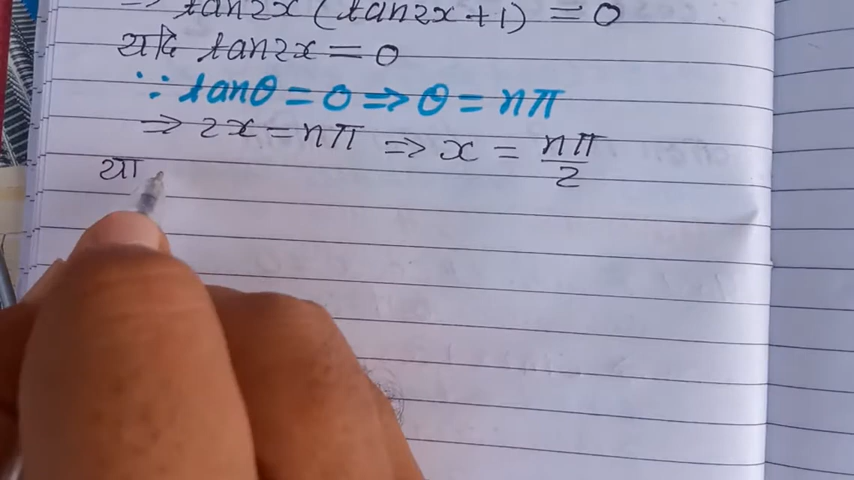 ⇒ tan2x(tan2x+1) = 0
यदि tan2x = 0
∵ tanθ = 0 ⇒ θ = nπ
⇒ 2x = nπ ⇒ x = nπ/2
या